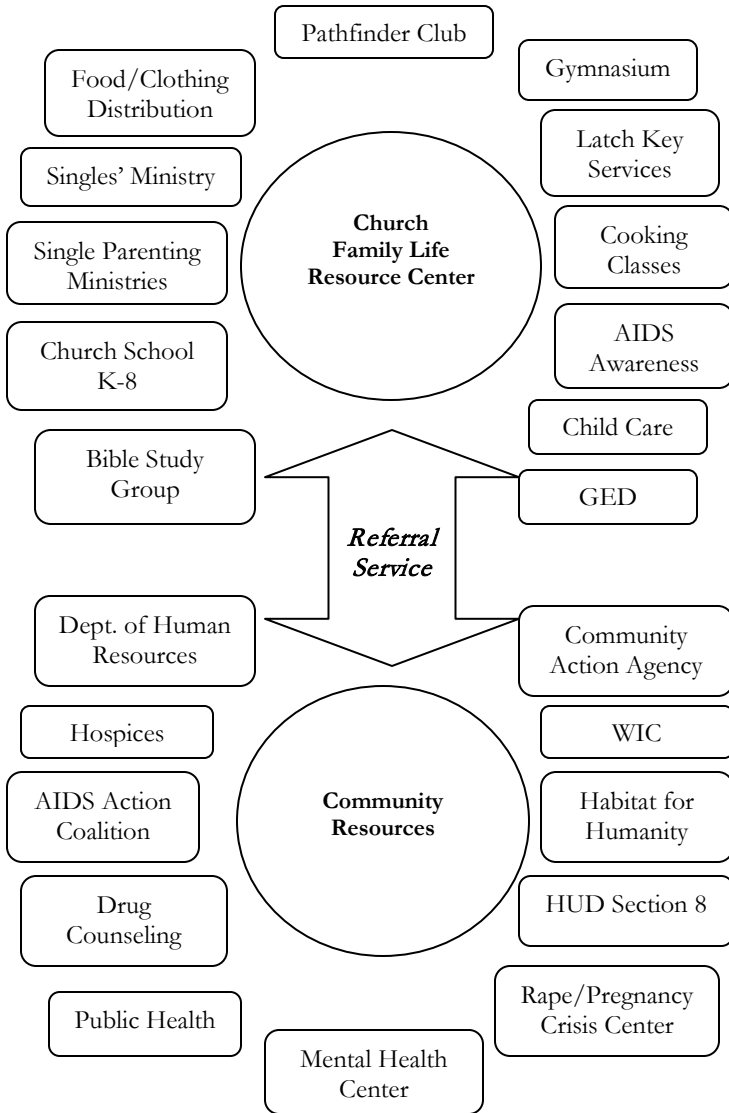 Pathfinder Club
Food/Clothing
Distribution
Gymnasium
Singles’ Ministry
Latch Key
Services
Church
Family Life
Resource Center
Single Parenting
Ministries
Cooking
Classes
Church School
K-8
AIDS
Awareness
Child Care
Bible Study
Group
GED
Referral
Service
Dept. of Human
Resources
Community
Action Agency
Hospices
WIC
AIDS Action
Coalition
Community
Resources
Habitat for
Humanity
Drug
Counseling
HUD Section 8
Public Health
Rape/Pregnancy
Crisis Center
Mental Health
Center